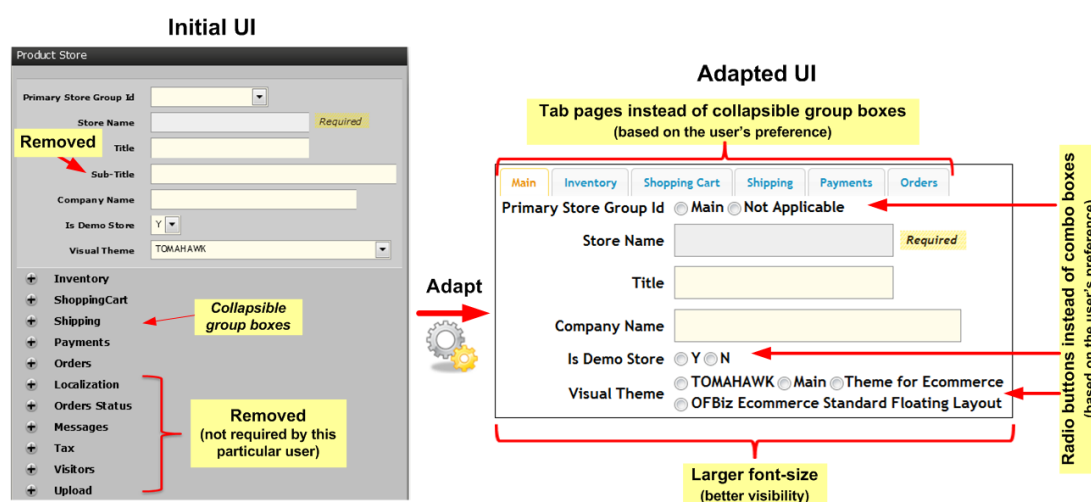 Initial UI
Product Store
Primary Store Group Id
Store Name
Required
Removed
Title
Sub-Title
Company Name
Is Demo Store
Y
Visual Theme
TOMAHAWK
Inventory
ShoppingCart
Shipping
Payments
Orders
Localization
Orders Status
Messages
Tax
Visitors
Upload
Collapsible
group boxes
Removed
(not required by this
particular user)
Adapt
Adapted UI
Tab pages instead of collapsible group boxes
(based on the user's preference)
Main Inventory Shopping Cart Shipping Payments Orders
Primary Store Group Id Main Not Applicable
Store Name
Required
Title
Company Name
Is Demo Store Y N
Visual Theme TOMAHAWK Main Theme for Ecommerce
OFBiz Ecommerce Standard Floating Layout
Larger font-size
(better visibility)
Radio buttons instead of combo boxes
(based on the user's preference)